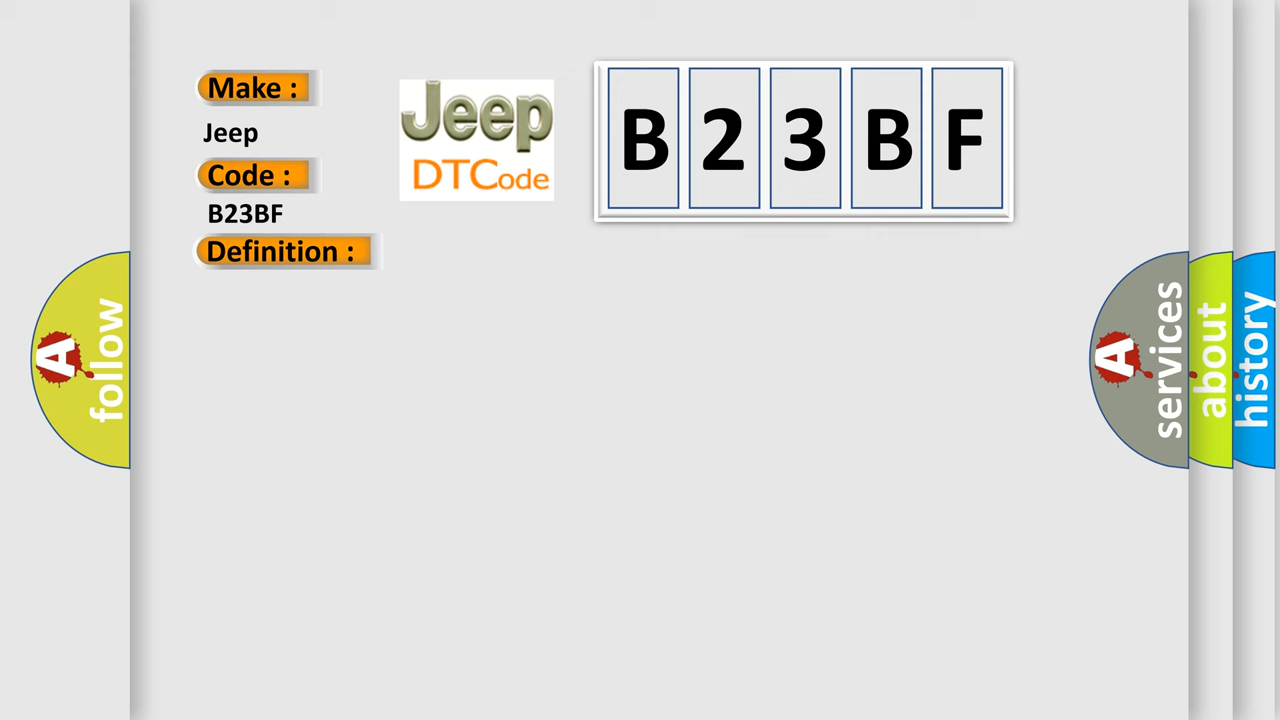 Make :
Jeep
Code :
B23BF
Definition :
Jeep
DTCode
B 2 3 B F
A follow
A services
about
history